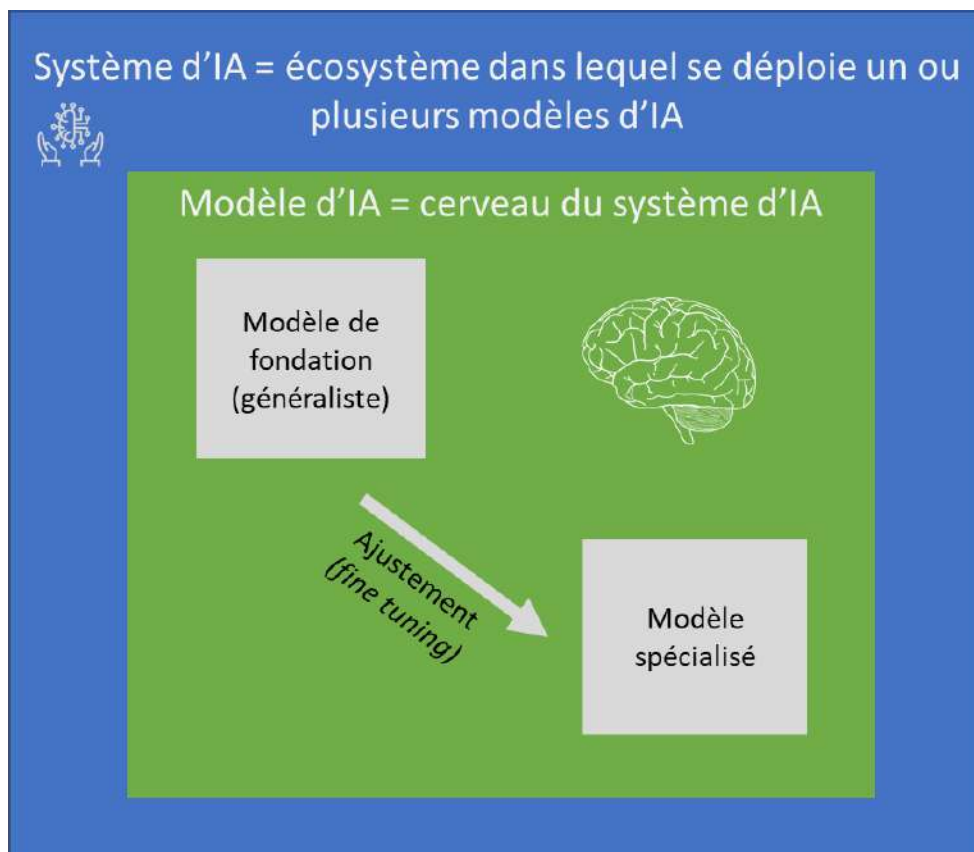 Système d’IA = écosystème dans lequel se déploie un ou
plusieurs modèles d’IA
Modèle d’IA = cerveau du système d’IA
Modèle de
fondation
(généraliste)
Ajustement
(fine tuning)
Modèle
spécialisé